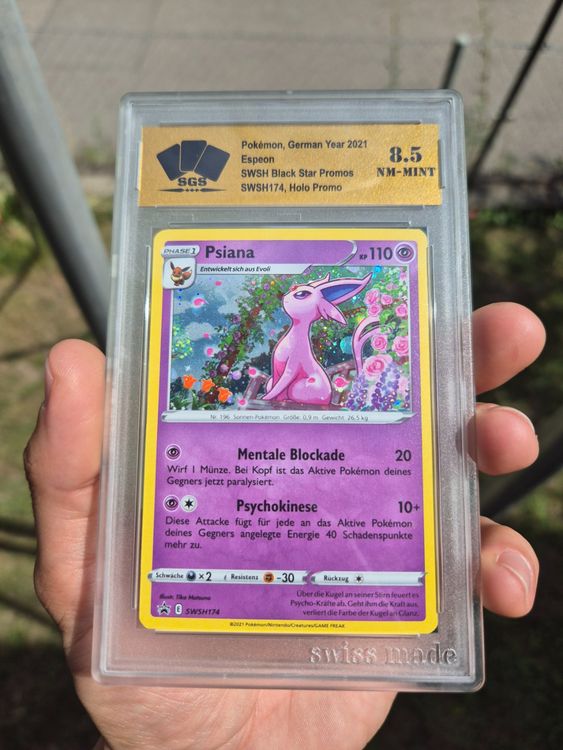 Pokémon, German Year 2021
Espeon
SWSH Black Star Promos
SWSH174, Holo Promo
SGS
8.5
NM-MINT
PHASE 1
Psiana
KP 110
Entwickelt sich aus Evoli
Nr. 196 Sonnen-Pokémon. Größe: 0,9 m. Gewicht: 26,5 kg
Mentale Blockade 20
Wirf 1 Münze. Bei Kopf ist das Aktive Pokémon deines
Gegners jetzt paralysiert.
Psychokinese 10+
Diese Attacke fügt für jede an das Aktive Pokémon
deines Gegners angelegte Energie 40 Schadenspunkte
mehr zu.
Schwäche ×2 Resistenz -30 Rückzug
Illustr. Tika Matsuno
Über die Kugel an seiner Stirn feuert es
Psycho-Kräfte ab. Geht ihm die Kraft aus,
verliert die Farbe der Kugel an Glanz.
G SWSH174
©2021 Pokémon/Nintendo/Creatures/GAME FREAK
swiss made